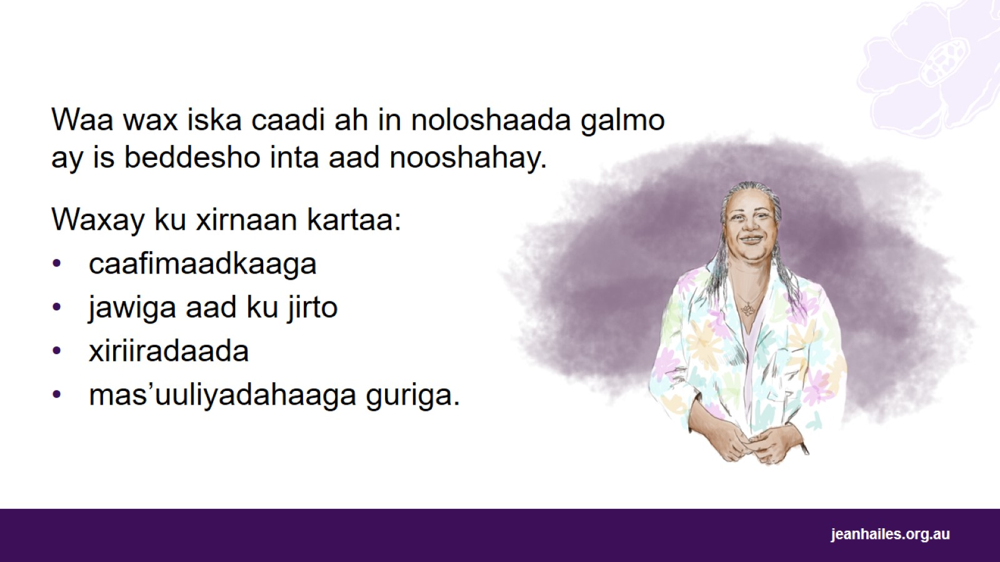 Waa wax iska caadi ah in noloshaada galmo
ay is beddesho inta aad nooshahay.
Waxay ku xirnaan kartaa:
• caafimaadkaaga
• jawiga aad ku jirto
• xiriiradaada
• mas’uuliyadahaaga guriga.
jeanhailes.org.au